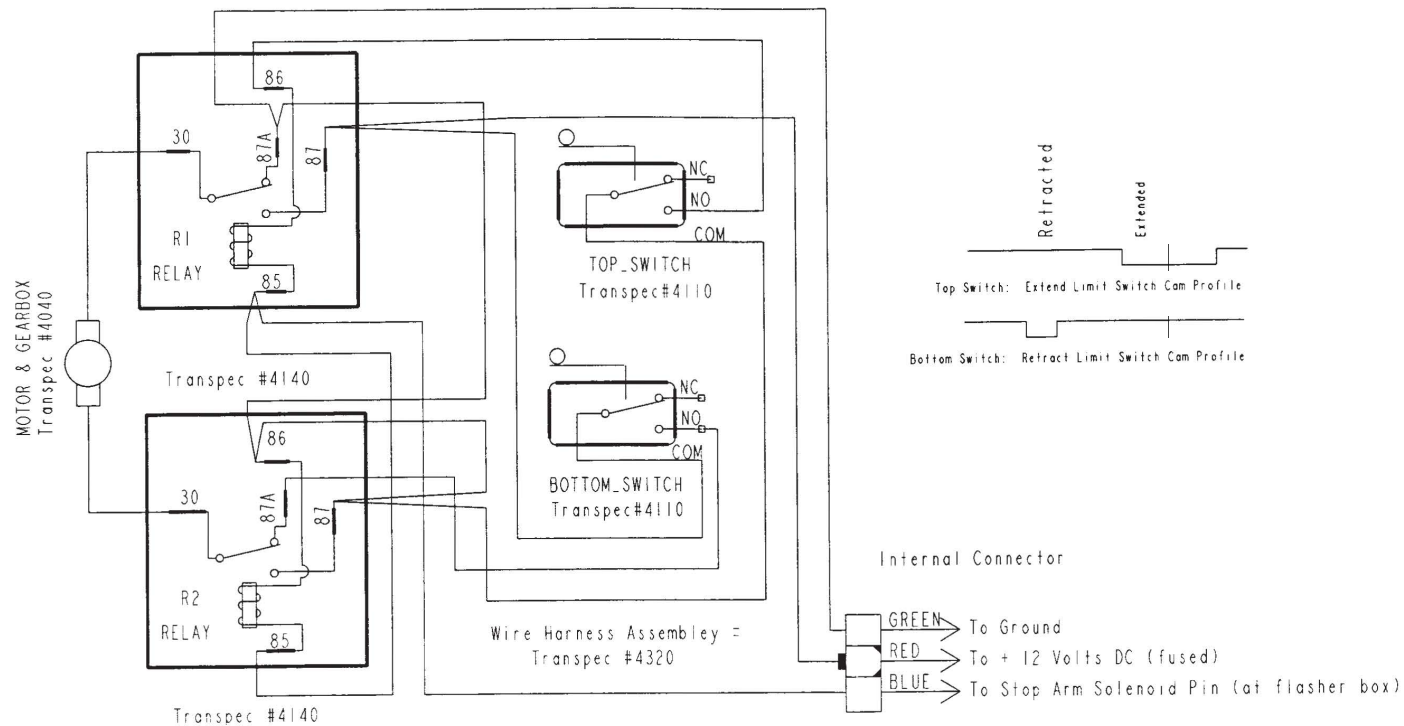 86
30
87A
87
R1
RELAY
85
Transpec #4140
MOTOR & GEARBOX
Transpec #4040
NC
NO
COM
TOP_SWITCH
Transpec#4110
NC
NO
COM
BOTTOM_SWITCH
Transpec#4110
86
30
87A
87
R2
RELAY
85
Transpec #4140
Wire Harness Assembley =
Transpec #4320
Retracted
Extended
Top Switch: Extend Limit Switch Cam Profile
Bottom Switch: Retract Limit Switch Cam Profile
Internal Connector
GREEN To Ground
RED To + 12 Volts DC (fused)
BLUE To Stop Arm Solenoid Pin (at flasher box)